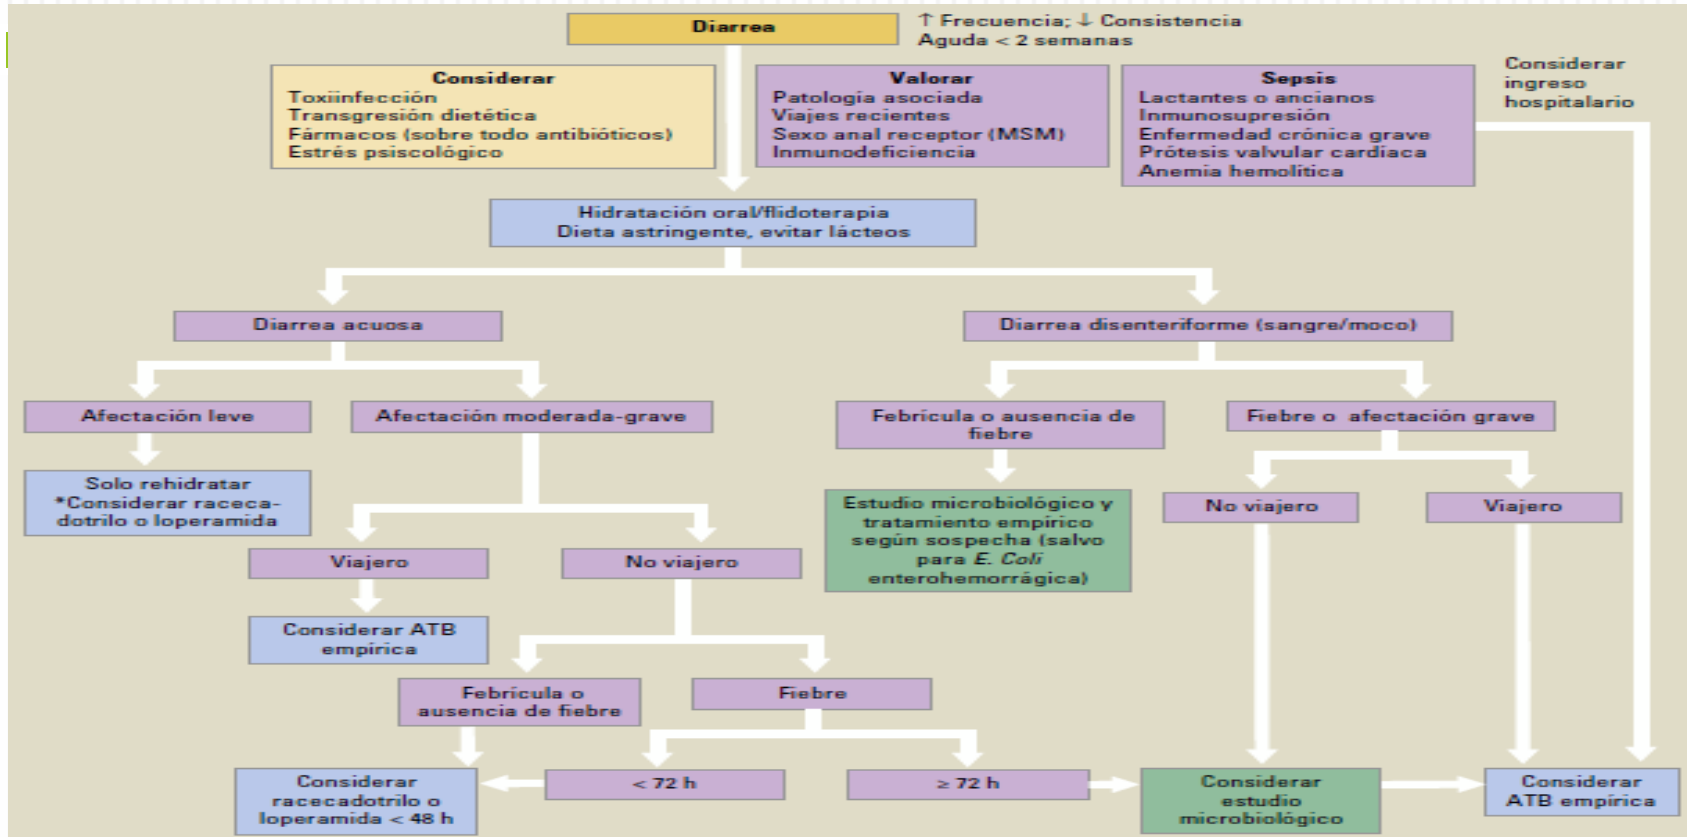 Diarrea
↑ Frecuencia; ↓ Consistencia
Aguda < 2 semanas
Considerar
Toxiinfección
Transgresión dietética
Fármacos (sobre todo antibióticos)
Estrés psiscológico
Valorar
Patología asociada
Viajes recientes
Sexo anal receptor (MSM)
Inmunodeficiencia
Sepsis
Lactantes o ancianos
Inmunosupresión
Enfermedad crónica grave
Prótesis valvular cardíaca
Anemia hemolítica
Considerar
ingreso
hospitalario
Hidratación oral/flidoterapia
Dieta astringente, evitar lácteos
Diarrea acuosa
Diarrea disenteriforme (sangre/moco)
Afectación leve
Afectación moderada-grave
Febrícula o ausencia de
fiebre
Fiebre o afectación grave
Solo rehidratar
*Considerar raceca-
dotrilo o loperamida
Estudio microbiológico y
tratamiento empírico
según sospecha (salvo
para E. Coli
enterohemorrágica)
No viajero
Viajero
Viajero
No viajero
Considerar ATB
empírica
Febrícula o
ausencia de fiebre
Fiebre
Considerar
racecadotrilo o
loperamida < 48 h
< 72 h
≥ 72 h
Considerar
estudio
microbiológico
Considerar
ATB empírica